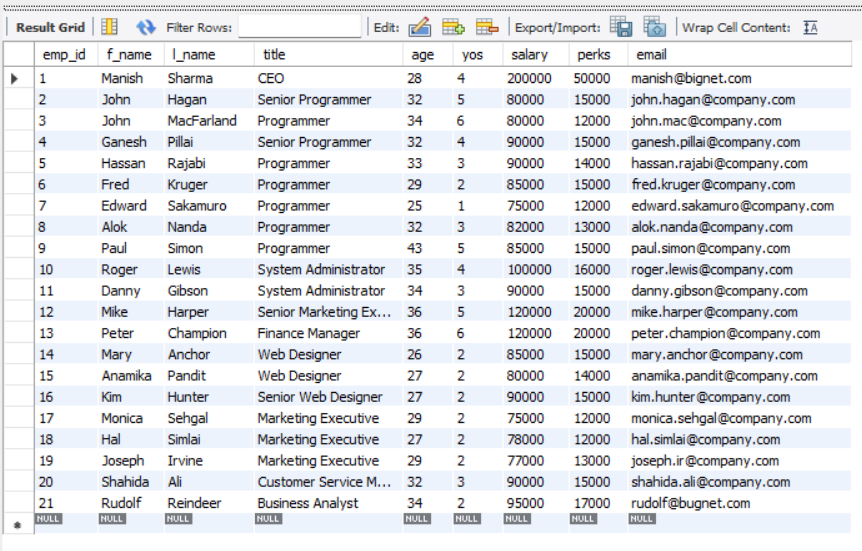 Result Grid Filter Rows: Edit: Export/Import: Wrap Cell Content: IA
emp_id f_name l_name title age yos salary perks email
1 Manish Sharma CEO 28 4 200000 50000 manish@bignet.com
2 John Hagan Senior Programmer 32 5 80000 15000 john.hagan@company.com
3 John MacFarland Programmer 34 6 80000 12000 john.mac@company.com
4 Ganesh Pillai Senior Programmer 32 4 90000 15000 ganesh.pillai@company.com
5 Hassan Rajabi Programmer 33 3 90000 14000 hassan.rajabi@company.com
6 Fred Kruger Programmer 29 2 85000 15000 fred.kruger@company.com
7 Edward Sakamuro Programmer 25 1 75000 12000 edward.sakamuro@company.com
8 Alok Nanda Programmer 32 3 82000 13000 alok.nanda@company.com
9 Paul Simon Programmer 43 5 85000 15000 paul.simon@company.com
10 Roger Lewis System Administrator 35 4 100000 16000 roger.lewis@company.com
11 Danny Gibson System Administrator 34 3 90000 15000 danny.gibson@company.com
12 Mike Harper Senior Marketing Ex... 36 5 120000 20000 mike.harper@company.com
13 Peter Champion Finance Manager 36 6 120000 20000 peter.champion@company.com
14 Mary Anchor Web Designer 26 2 85000 15000 mary.anchor@company.com
15 Anamika Pandit Web Designer 27 2 80000 14000 anamika.pandit@company.com
16 Kim Hunter Senior Web Designer 27 2 90000 15000 kim.hunter@company.com
17 Monica Sehgal Marketing Executive 29 2 75000 12000 monica.sehgal@company.com
18 Hal Simlai Marketing Executive 27 2 78000 12000 hal.simlai@company.com
19 Joseph Irvine Marketing Executive 29 2 77000 13000 joseph.ir@company.com
20 Shahida Ali Customer Service M... 32 3 90000 15000 shahida.ali@company.com
21 Rudolf Reindeer Business Analyst 34 2 95000 17000 rudolf@bugnet.com
NULL NULL NULL NULL NULL NULL NULL NULL NULL